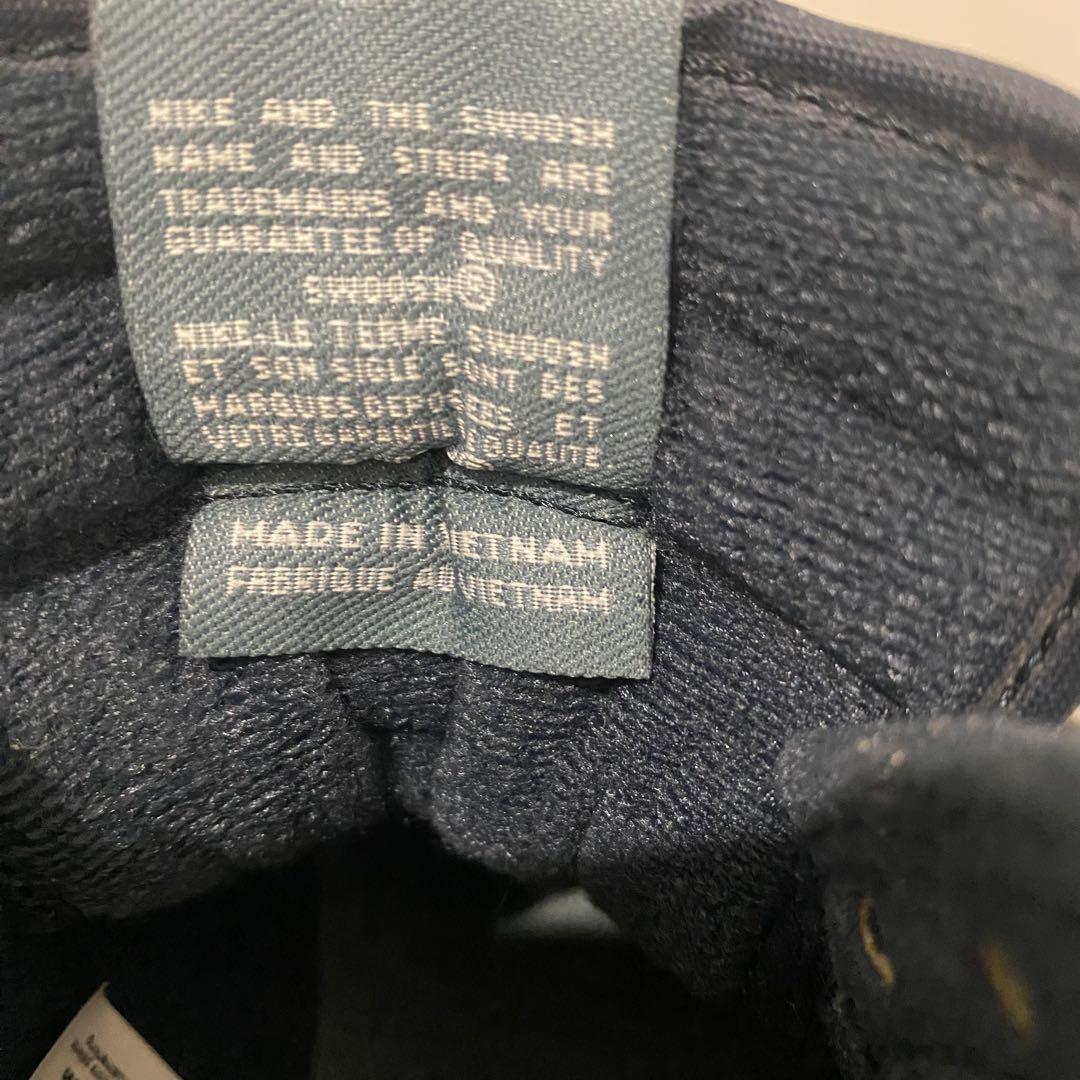 NIKE AND THE SWOOSH
NAME AND STRIPE ARE
TRADEMARKS AND YOUR
GUARANTEE OF QUALITY
SWOOSH®
NIKE-LE TERME SWOOSH
ET SON SIGLE SONT DES
MARQUES DEPOSEES ET
VOTRE GARANTIE QUALITE
MADE IN VIETNAM
FABRIQUE AU VIETNAM